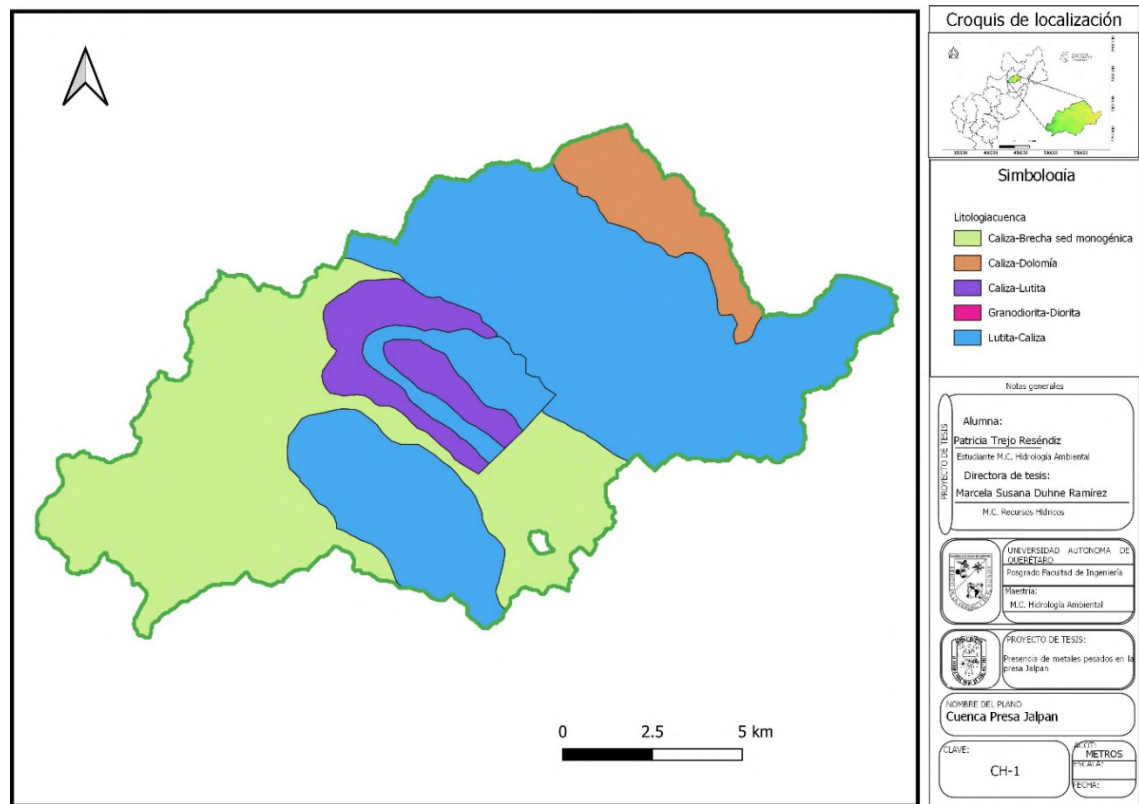 Croquis de localización
Simbología
Litologiacuenca
Caliza-Brecha sed monogénica
Caliza-Dolomía
Caliza-Lutita
Granodiorita-Diorita
Lutita-Caliza
0 2.5 5 km
Notas generales
PROYECTO DE TESIS
Alumna:
Patricia Trejo Reséndiz
Estudiante M.C. Hidrología Ambiental
Directora de tesis:
Marcela Susana Duhne Ramírez
M.C. Recursos Hídricos
UNIVERSIDAD AUTONOMA DE
QUERÉTARO
Posgrado Facultad de Ingeniería
Maestría:
M.C. Hidrología Ambiental
PROYECTO DE TESIS:
Presencia de metales pesados en la
presa Jalpan
NOMBRE DEL PLANO
Cuenca Presa Jalpan
CLAVE:
CH-1
ACOT:
METROS
ESCALA:
FECHA: